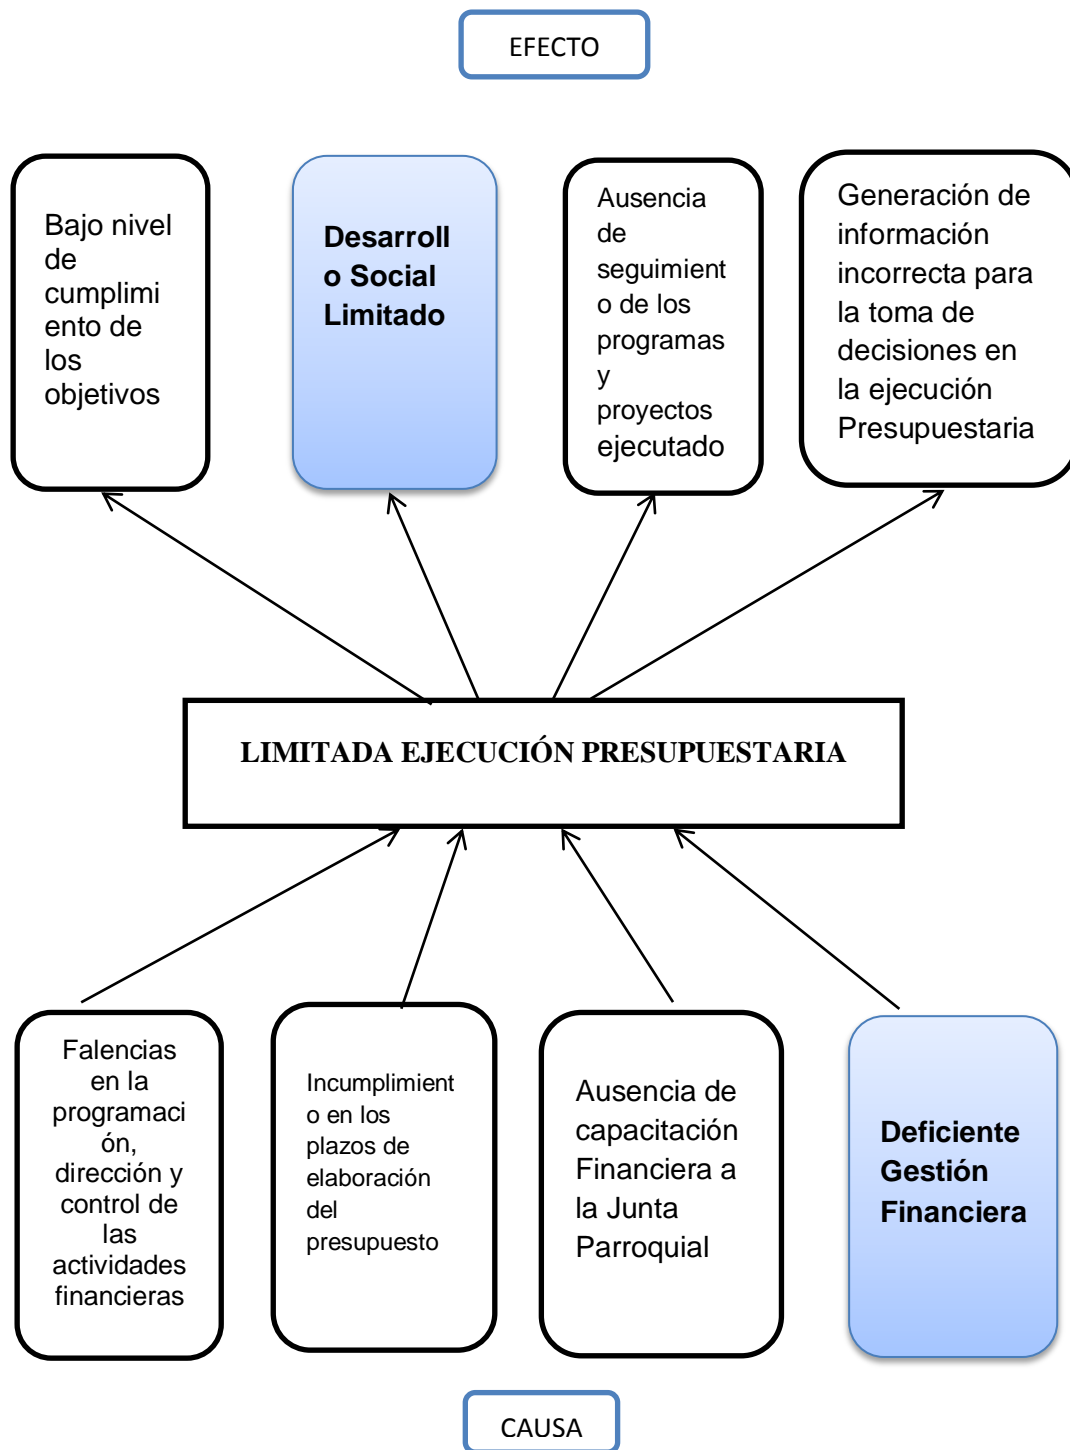 EFECTO
Bajo nivel
de
cumplimi
ento de
los
objetivos
Desarroll
o Social
Limitado
Ausencia
de
seguimient
o de los
programas
y
proyectos
ejecutado
Generación de
información
incorrecta para
la toma de
decisiones en
la ejecución
Presupuestaria
LIMITADA EJECUCIÓN PRESUPUESTARIA
Falencias
en la
programaci
ón,
dirección y
control de
las
actividades
financieras
Incumplimient
o en los
plazos de
elaboración
del
presupuesto
Ausencia de
capacitación
Financiera a
la Junta
Parroquial
Deficiente
Gestión
Financiera
CAUSA